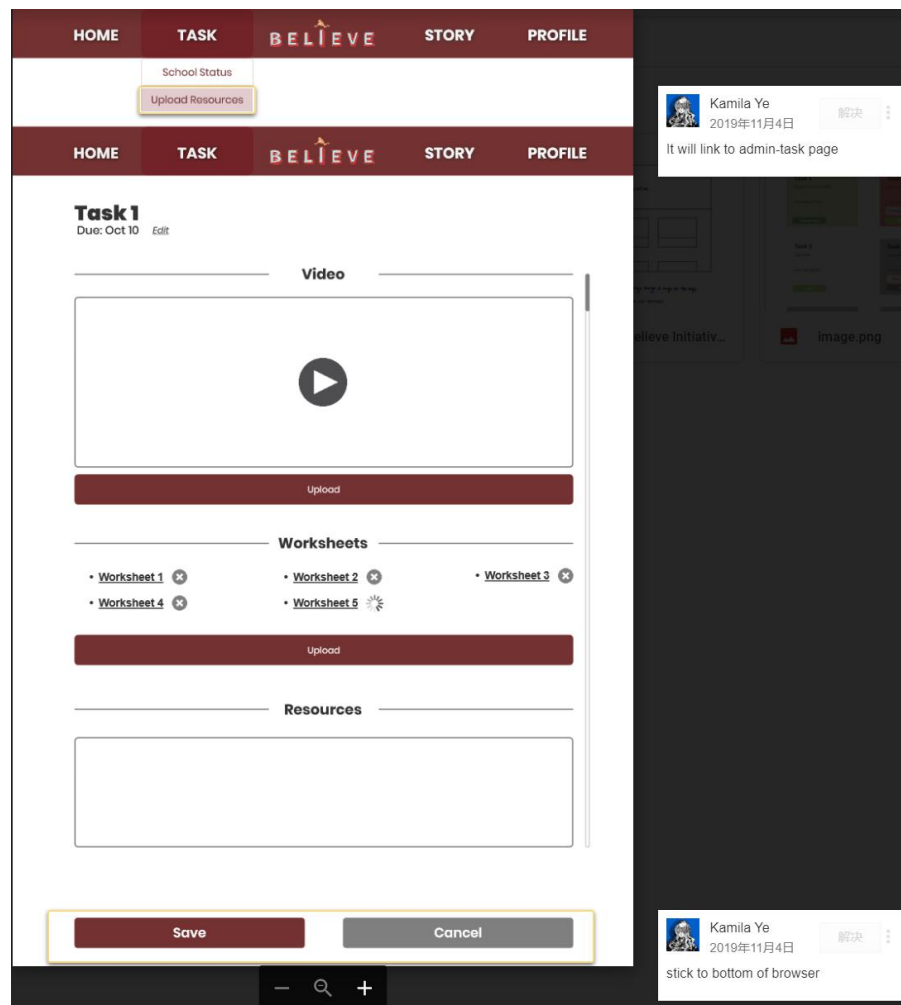 HOME TASK BELIEVE STORY PROFILE
School Status
Upload Resources
HOME TASK BELIEVE STORY PROFILE
Task 1
Due: Oct 10 Edit
Video
Upload
Worksheets
• Worksheet 1 • Worksheet 2 • Worksheet 3
• Worksheet 4 • Worksheet 5
Upload
Resources
Save Cancel
Kamila Ye
2019年11月4日
解决
It will link to admin-task page
elieve Initiativ...
image.png
Kamila Ye
2019年11月4日
解决
stick to bottom of browser